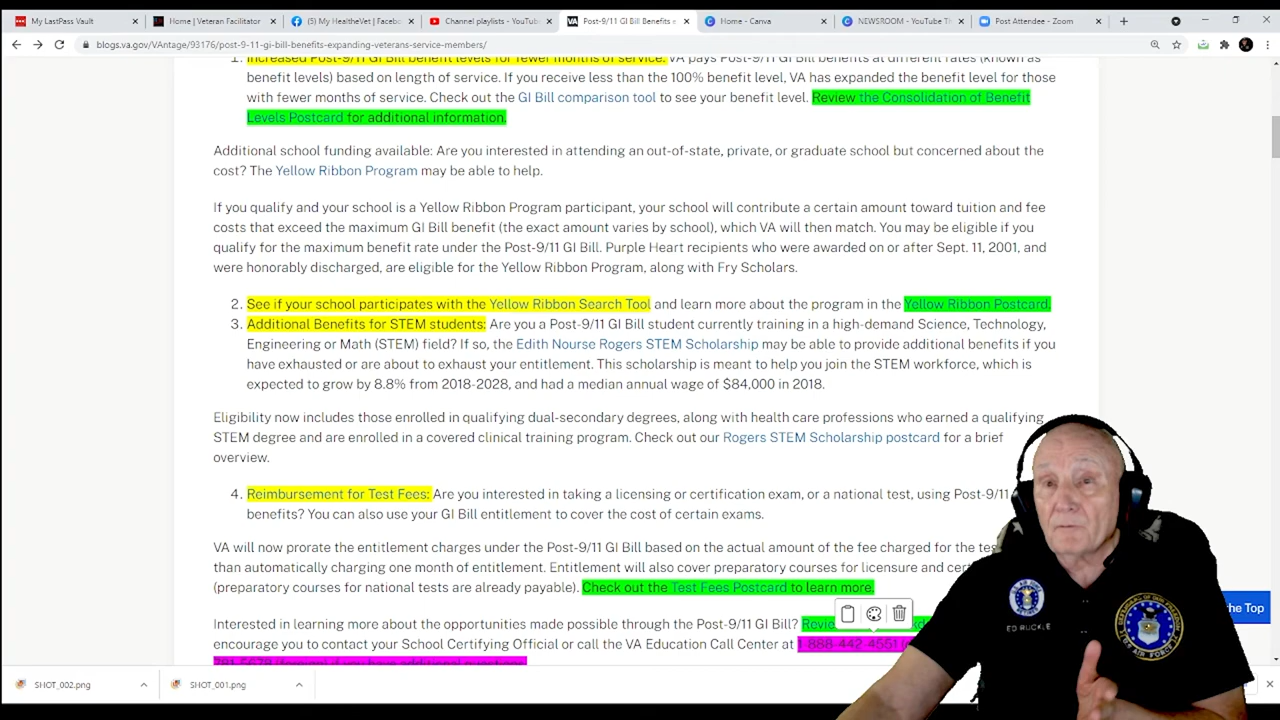 My LastPass Vault
Home | Veteran Facilitator
(5) My HealtheVet | Facebo
Channel playlists - YouTube
Post-9/11 GI Bill Benefits e
Home - Canva
NEWSROOM - YouTube Th
Post Attendee - Zoom
blogs.va.gov/VAntage/93176/post-9-11-gi-bill-benefits-expanding-veterans-service-members/
1. Increased Post-9/11 GI Bill benefit levels for fewer months of service: VA pays Post-9/11 GI Bill benefits at different rates (known as
benefit levels) based on length of service. If you receive less than the 100% benefit level, VA has expanded the benefit level for those
with fewer months of service. Check out the GI Bill comparison tool to see your benefit level. Review the Consolidation of Benefit
Levels Postcard for additional information.
Additional school funding available: Are you interested in attending an out-of-state, private, or graduate school but concerned about the
cost? The Yellow Ribbon Program may be able to help.
If you qualify and your school is a Yellow Ribbon Program participant, your school will contribute a certain amount toward tuition and fee
costs that exceed the maximum GI Bill benefit (the exact amount varies by school), which VA will then match. You may be eligible if you
qualify for the maximum benefit rate under the Post-9/11 GI Bill. Purple Heart recipients who were awarded on or after Sept. 11, 2001, and
were honorably discharged, are eligible for the Yellow Ribbon Program, along with Fry Scholars.
2. See if your school participates with the Yellow Ribbon Search Tool and learn more about the program in the Yellow Ribbon Postcard.
3. Additional Benefits for STEM students: Are you a Post-9/11 GI Bill student currently training in a high-demand Science, Technology,
Engineering or Math (STEM) field? If so, the Edith Nourse Rogers STEM Scholarship may be able to provide additional benefits if you
have exhausted or are about to exhaust your entitlement. This scholarship is meant to help you join the STEM workforce, which is
expected to grow by 8.8% from 2018-2028, and had a median annual wage of $84,000 in 2018.
Eligibility now includes those enrolled in qualifying dual-secondary degrees, along with health care professions who earned a qualifying
STEM degree and are enrolled in a covered clinical training program. Check out our Rogers STEM Scholarship postcard for a brief
overview.
4. Reimbursement for Test Fees: Are you interested in taking a licensing or certification exam, or a national test, using Post-9/11
benefits? You can also use your GI Bill entitlement to cover the cost of certain exams.
VA will now prorate the entitlement charges under the Post-9/11 GI Bill based on the actual amount of the fee charged for the
than automatically charging one month of entitlement. Entitlement will also cover preparatory courses for licensure and
(preparatory courses for national tests are already payable). Check out the Test Fees Postcard to learn more.
Interested in learning more about the opportunities made possible through the Post-9/11 GI Bill?
encourage you to contact your School Certifying Official or call the VA Education Call Center at 1-888-442-4551
if you have additional questions.
the Top
ED RUCKLE
SHOT_002.png
SHOT_001.png